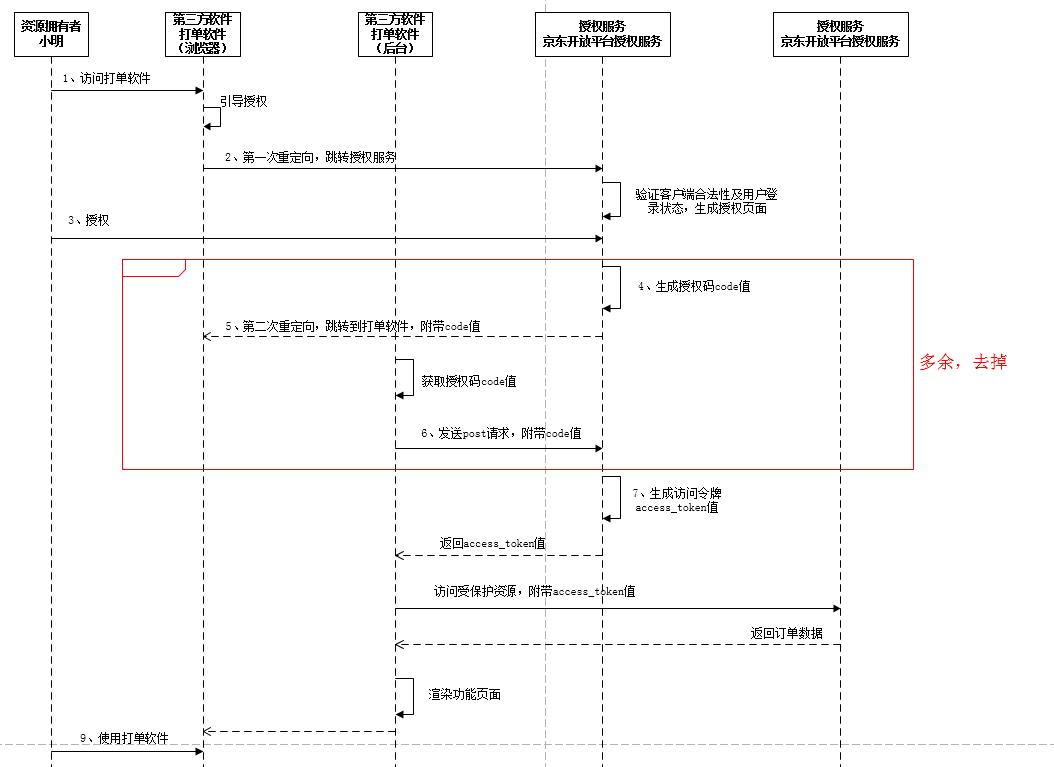 资源拥有者
小明
第三方软件
打单软件
（浏览器）
第三方软件
打单软件
（后台）
授权服务
京东开放平台授权服务
授权服务
京东开放平台授权服务
1、访问打单软件
引导授权
2、第一次重定向，跳转授权服务
验证客户端合法性及用户登
录状态，生成授权页面
3、授权
4、生成授权码code值
5、第二次重定向，跳转到打单软件，附带code值
多余，去掉
获取授权码code值
6、发送post请求，附带code值
7、生成访问令牌
access_token值
返回access_token值
访问受保护资源，附带access_token值
返回订单数据
渲染功能页面
9、使用打单软件